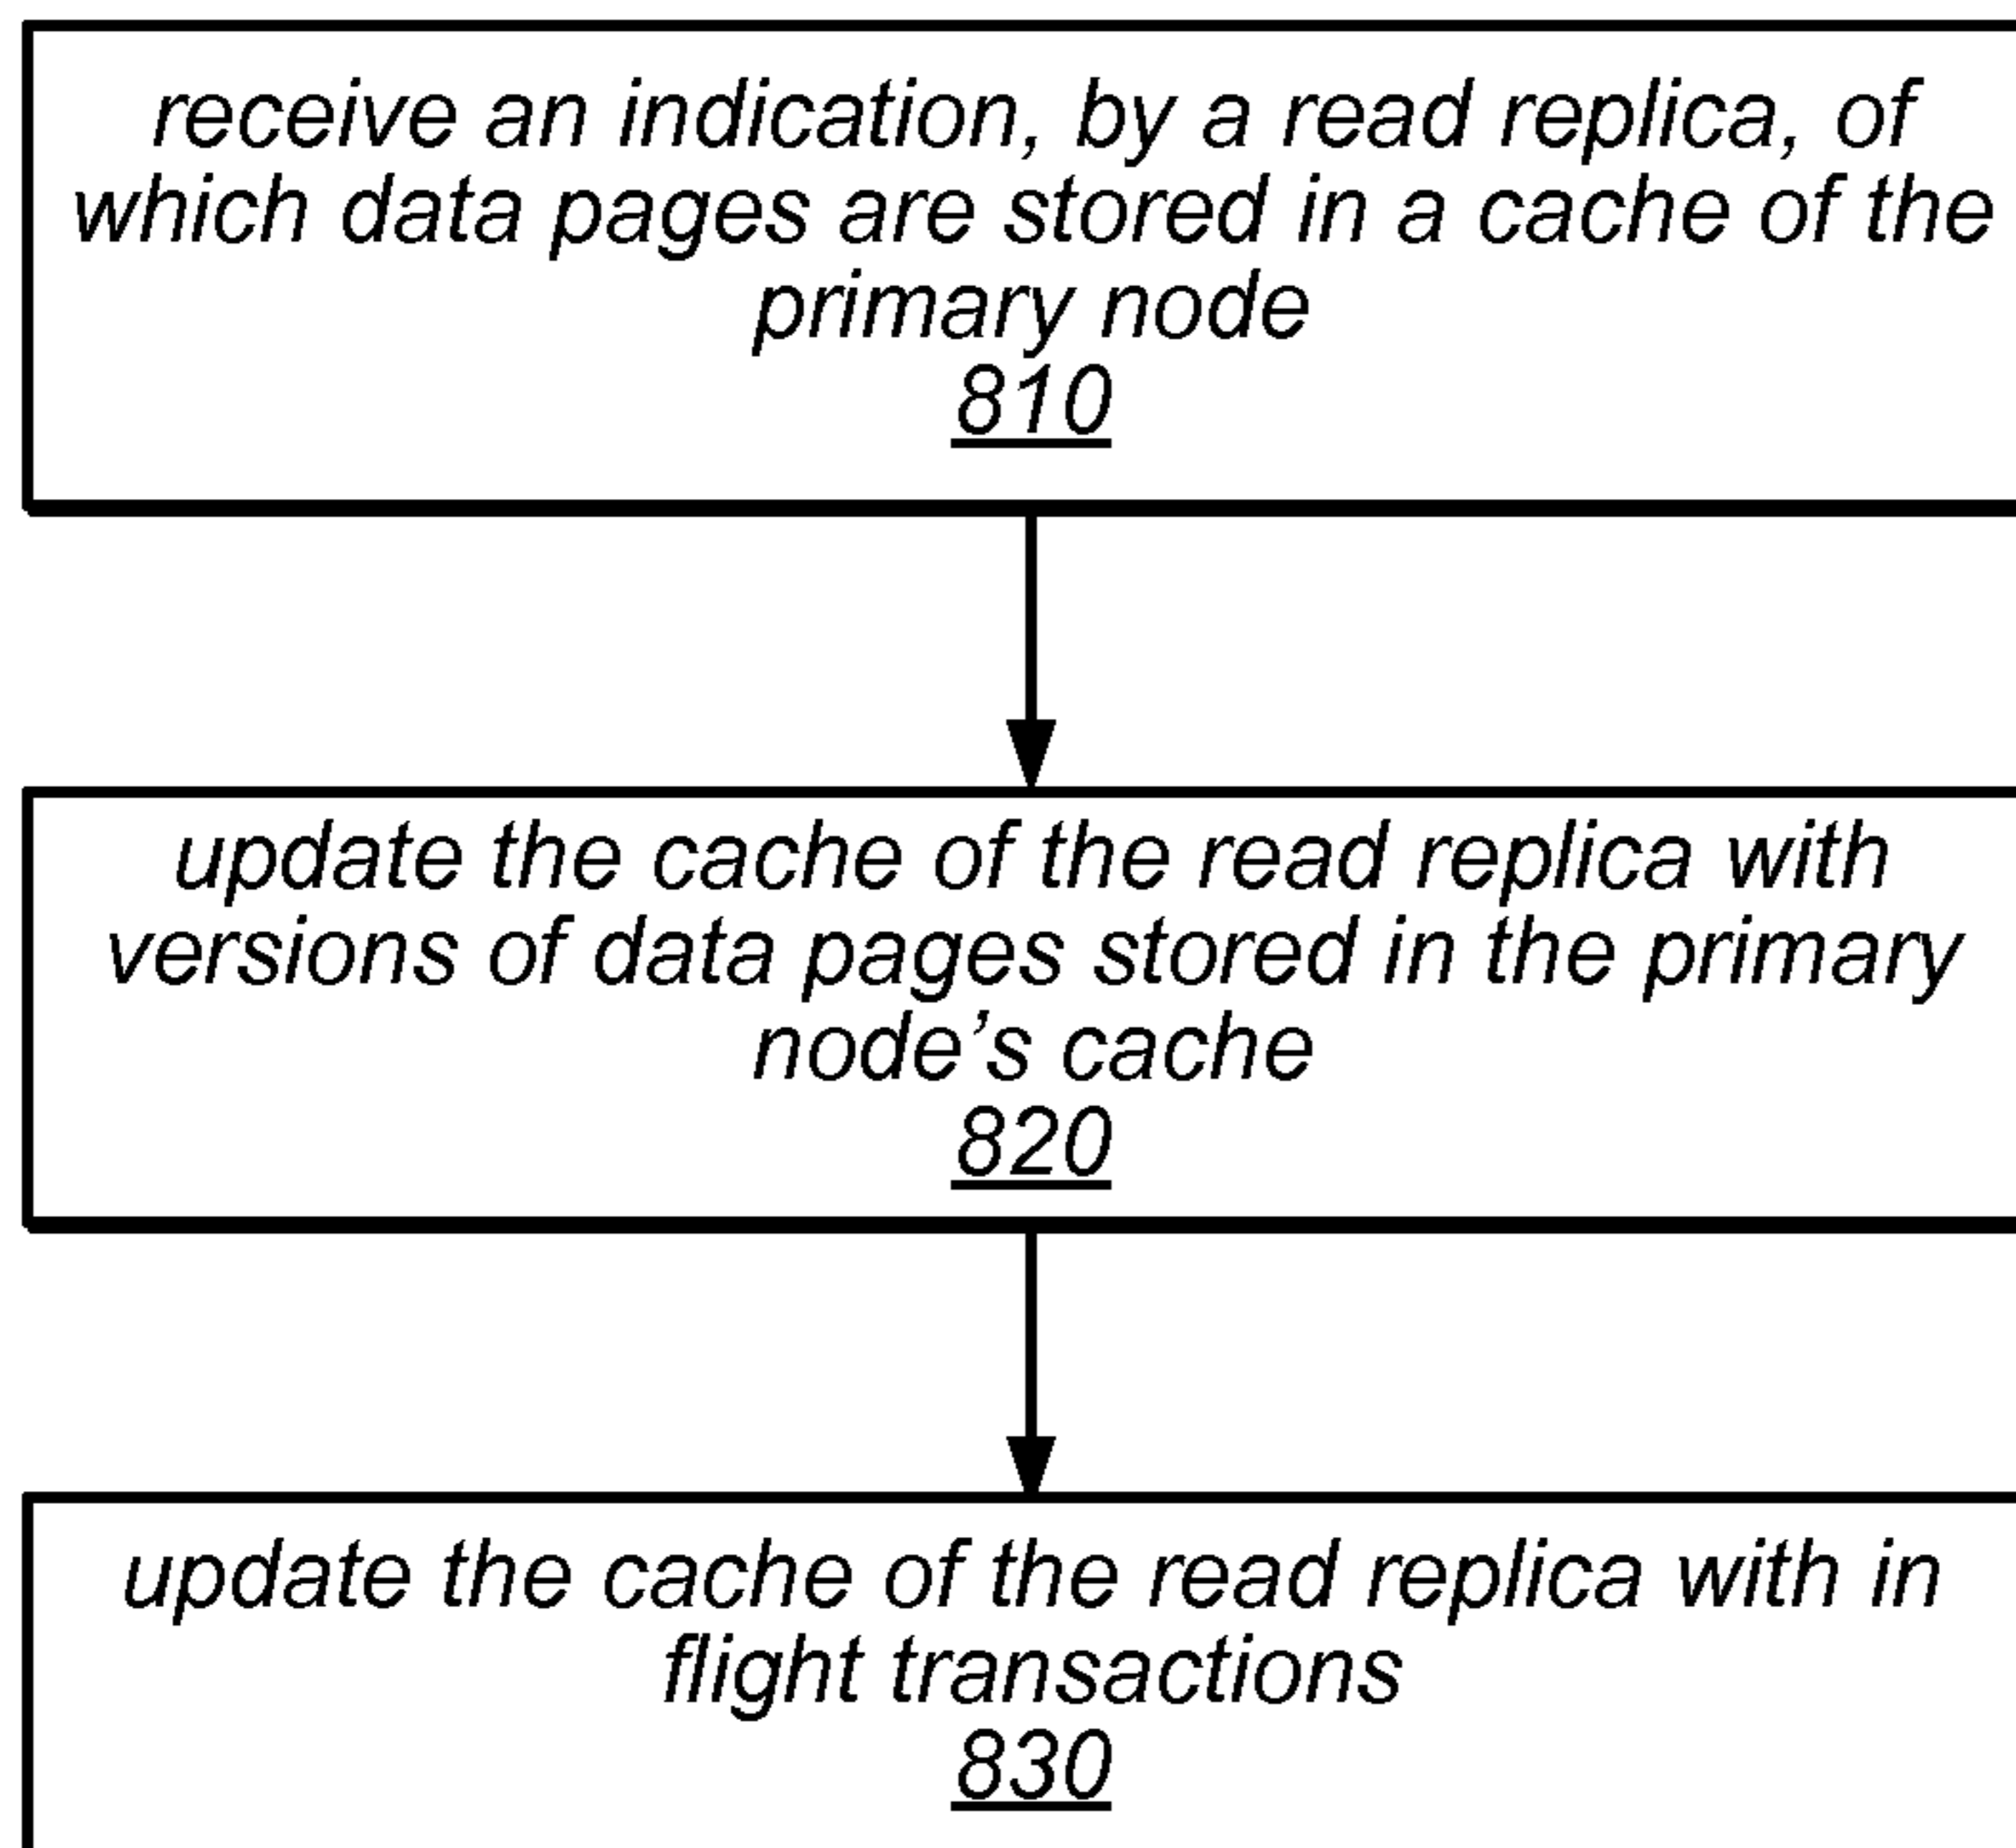 receive an indication, by a read replica, of
which data pages are stored in a cache of the
primary node
810
update the cache of the read replica with
versions of data pages stored in the primary
node’s cache
820
update the cache of the read replica with in
flight transactions
830